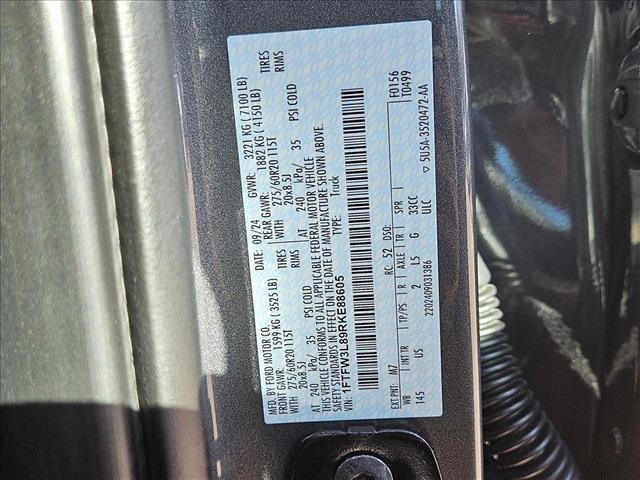 MFD. BY FORD MOTOR CO.
DATE: 09/24 GVWR: 3221 KG ( 7100 LB)
FRONT GAWR: 1599 KG ( 3525 LB) REAR GAWR: 1882 KG ( 4150 LB)
WITH 275/60R20 115T TIRES WITH 275/60R20 115T TIRES
20x8.5J RIMS 20x8.5J RIMS
AT 240 kPa/ 35 PSI COLD AT 240 kPa/ 35 PSI COLD
THIS VEHICLE CONFORMS TO ALL APPLICABLE FEDERAL MOTOR VEHICLE SAFETY, BUMPER, AND
THEFT PREVENTION STANDARDS IN EFFECT ON THE DATE OF MANUFACTURE SHOWN ABOVE.
VIN: 1FTFW3L89RKE88605 TYPE: Truck
F0156
T0499
EXT PNT: M7 RC: 52 DSO:
WB INT TR TP/PS R AXLE TR SPR
145 US 2 L5 G 33CC
ULC
2202409031386
▽ 5U5A-3520472-AA